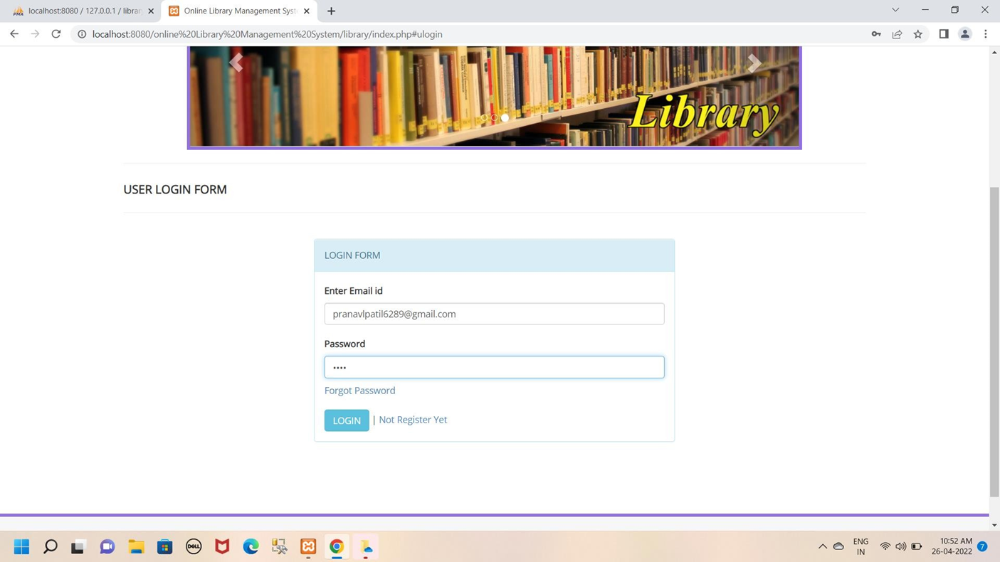 localhost:8080 / 127.0.0.1 / librar
Online Library Management Syst
localhost:8080/online%20Library%20Management%20System/library/index.php#ulogin
Library
USER LOGIN FORM
LOGIN FORM
Enter Email id
pranavlpatil6289@gmail.com
Password
••••
Forgot Password
LOGIN | Not Register Yet
DELL
ENG
IN
10:52 AM
26-04-2022
7